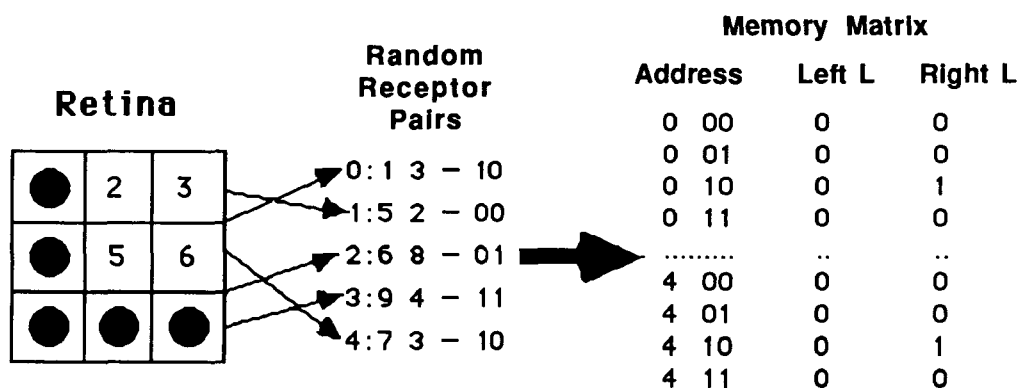 Retina
2 3
5 6
Random
Receptor
Pairs
0:1 3 – 10
1:5 2 – 00
2:6 8 – 01
3:9 4 – 11
4:7 3 – 10
Memory Matrix
Address Left L Right L
0 00 0 0
0 01 0 0
0 10 0 1
0 11 0 0
......... .. ..
4 00 0 0
4 01 0 0
4 10 0 1
4 11 0 0